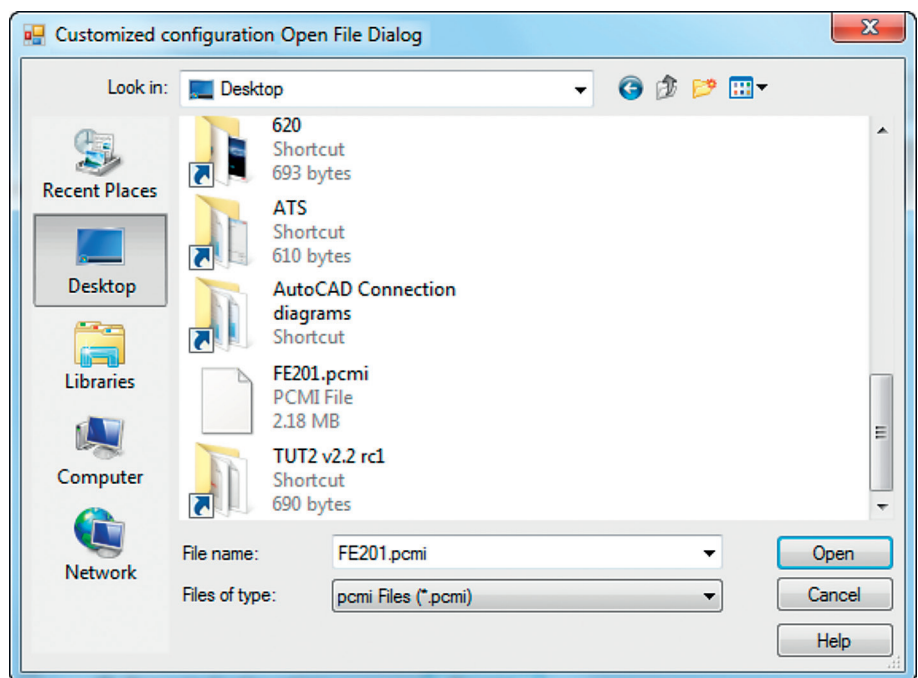 Customized configuration Open File Dialog
Look in:
Desktop
Recent Places
Desktop
Libraries
Computer
Network
620
Shortcut
693 bytes
ATS
Shortcut
610 bytes
AutoCAD Connection
diagrams
Shortcut
FE201.pcmi
PCMI File
2.18 MB
TUT2 v2.2 rc1
Shortcut
690 bytes
File name:
FE201.pcmi
Open
Files of type:
pcmi Files (*.pcmi)
Cancel
Help